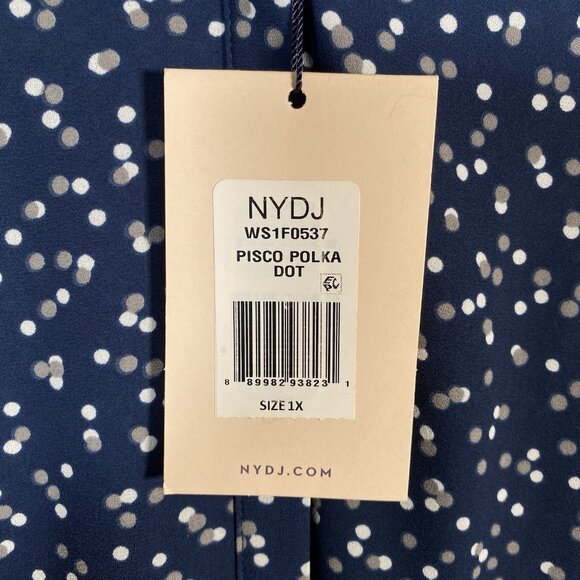 NYDJ
WS1F0537
PISCO POLKA
DOT
8 89982 93823 1
SIZE 1X
NYDJ.COM